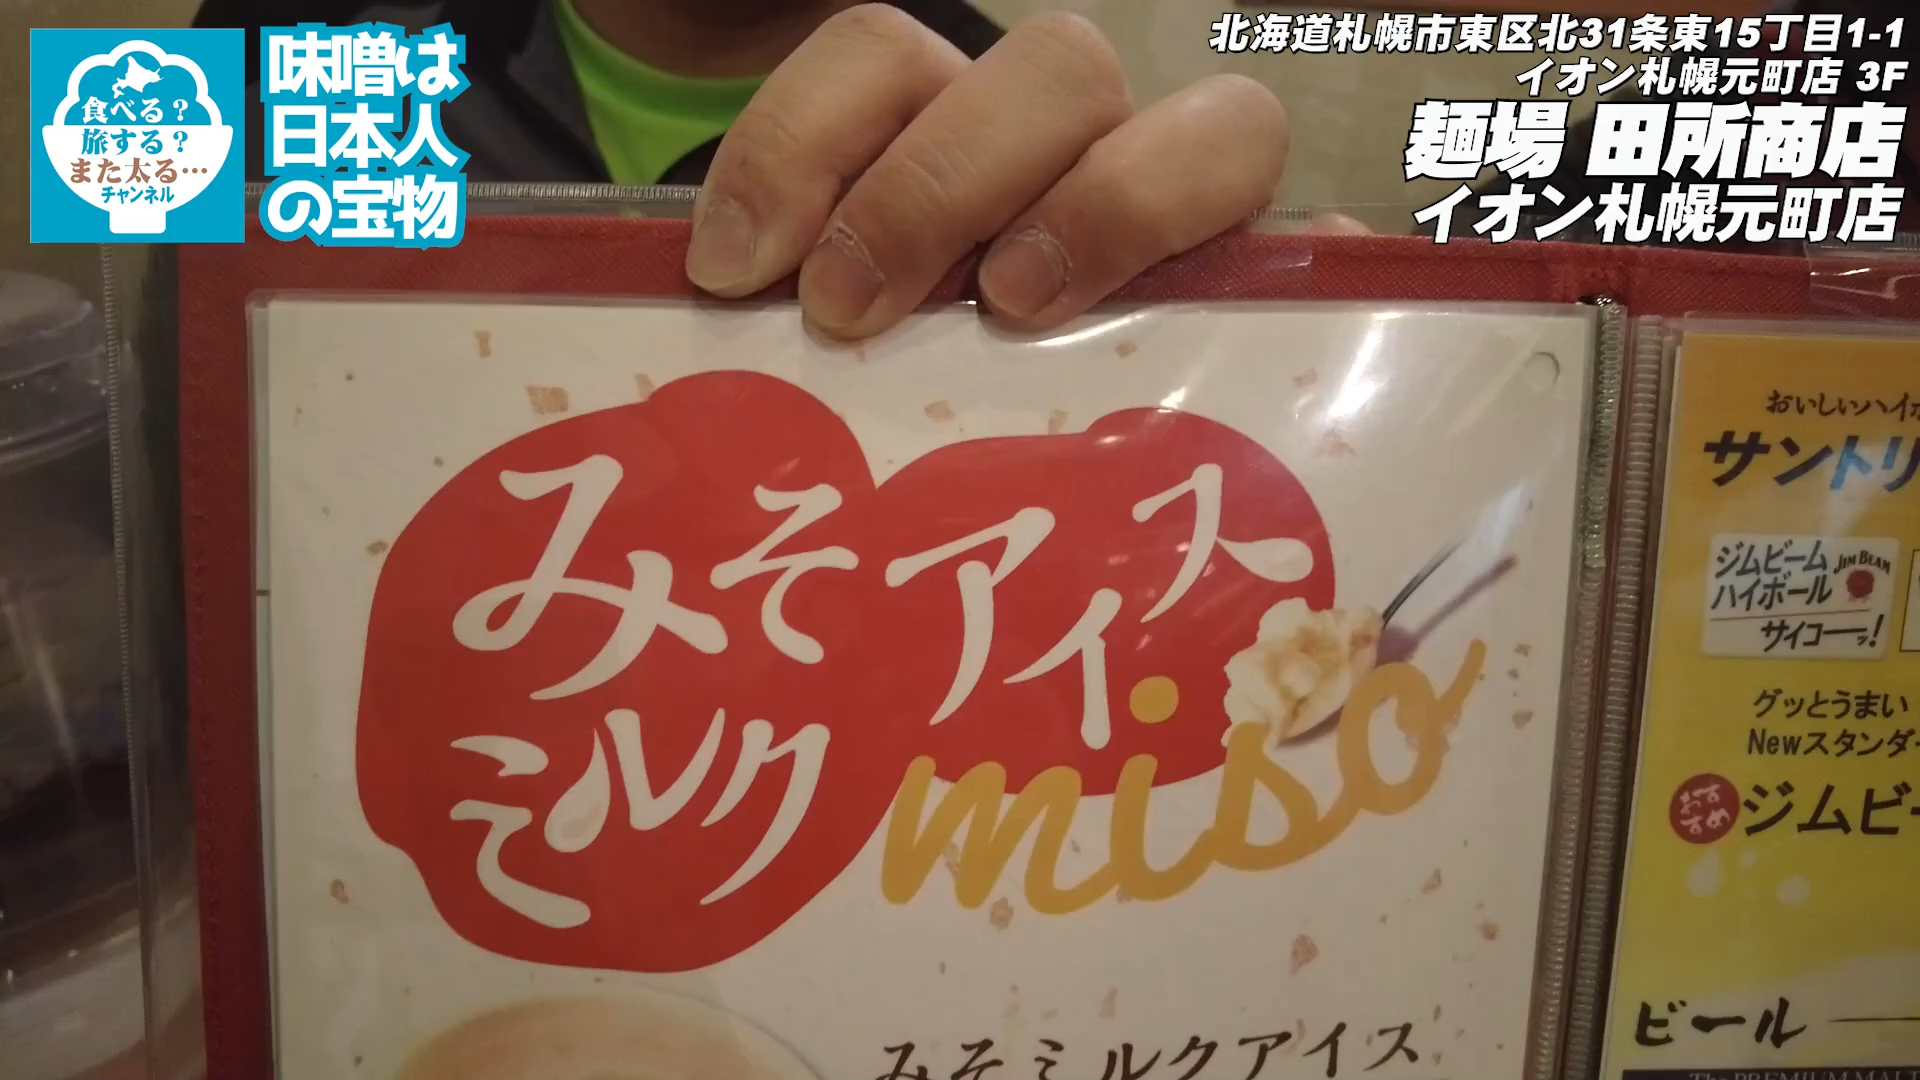 食べる？
旅する？
また太る…
チャンネル
味噌は
日本人
の宝物
北海道札幌市東区北31条東15丁目1-1
イオン札幌元町店 3F
麺場 田所商店
イオン札幌元町店
みそ
ミルク
アイス
miso
みそミルクアイス
おいしいハイボ
サントリ
ジムビーム
ハイボール
JIM BEAM
サイコーッ!
グッとうまい
Newスタンダー
おすすめ
ジムビー
ビール
The PREMIUM MALT